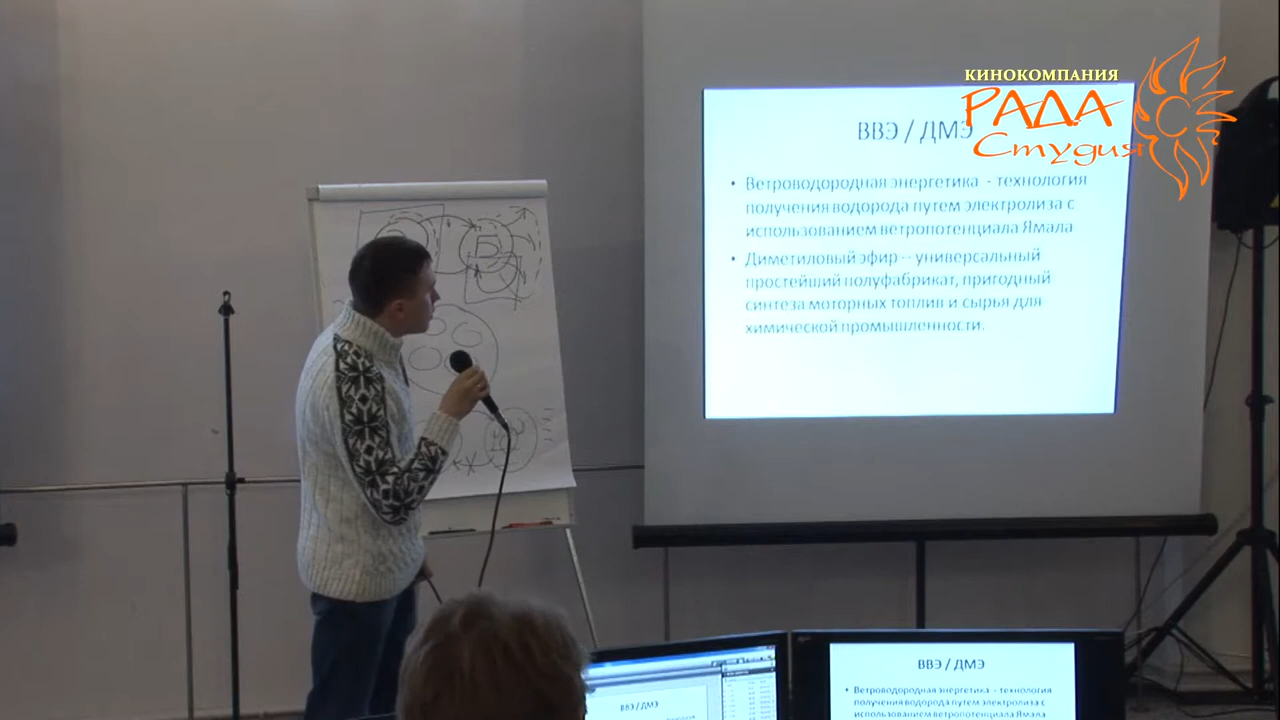 КИНОКОМПАНИЯ
РАДА
Студия
ВВЭ / ДМЭ
• Ветроводородная энергетика - технология
получения водорода путем электролиза с
использованием ветропотенциала Ямала
• Диметиловый эфир -- универсальный
простейший полуфабрикат, пригодный
синтеза моторных топлив и сырья для
химической промышленности.
Б
ВВЭ / ДМЭ
ВВЭ / ДМЭ
• Ветроводородная энергетика - технология
получения водорода путем электролиза с
использованием ветропотенциала Ямала